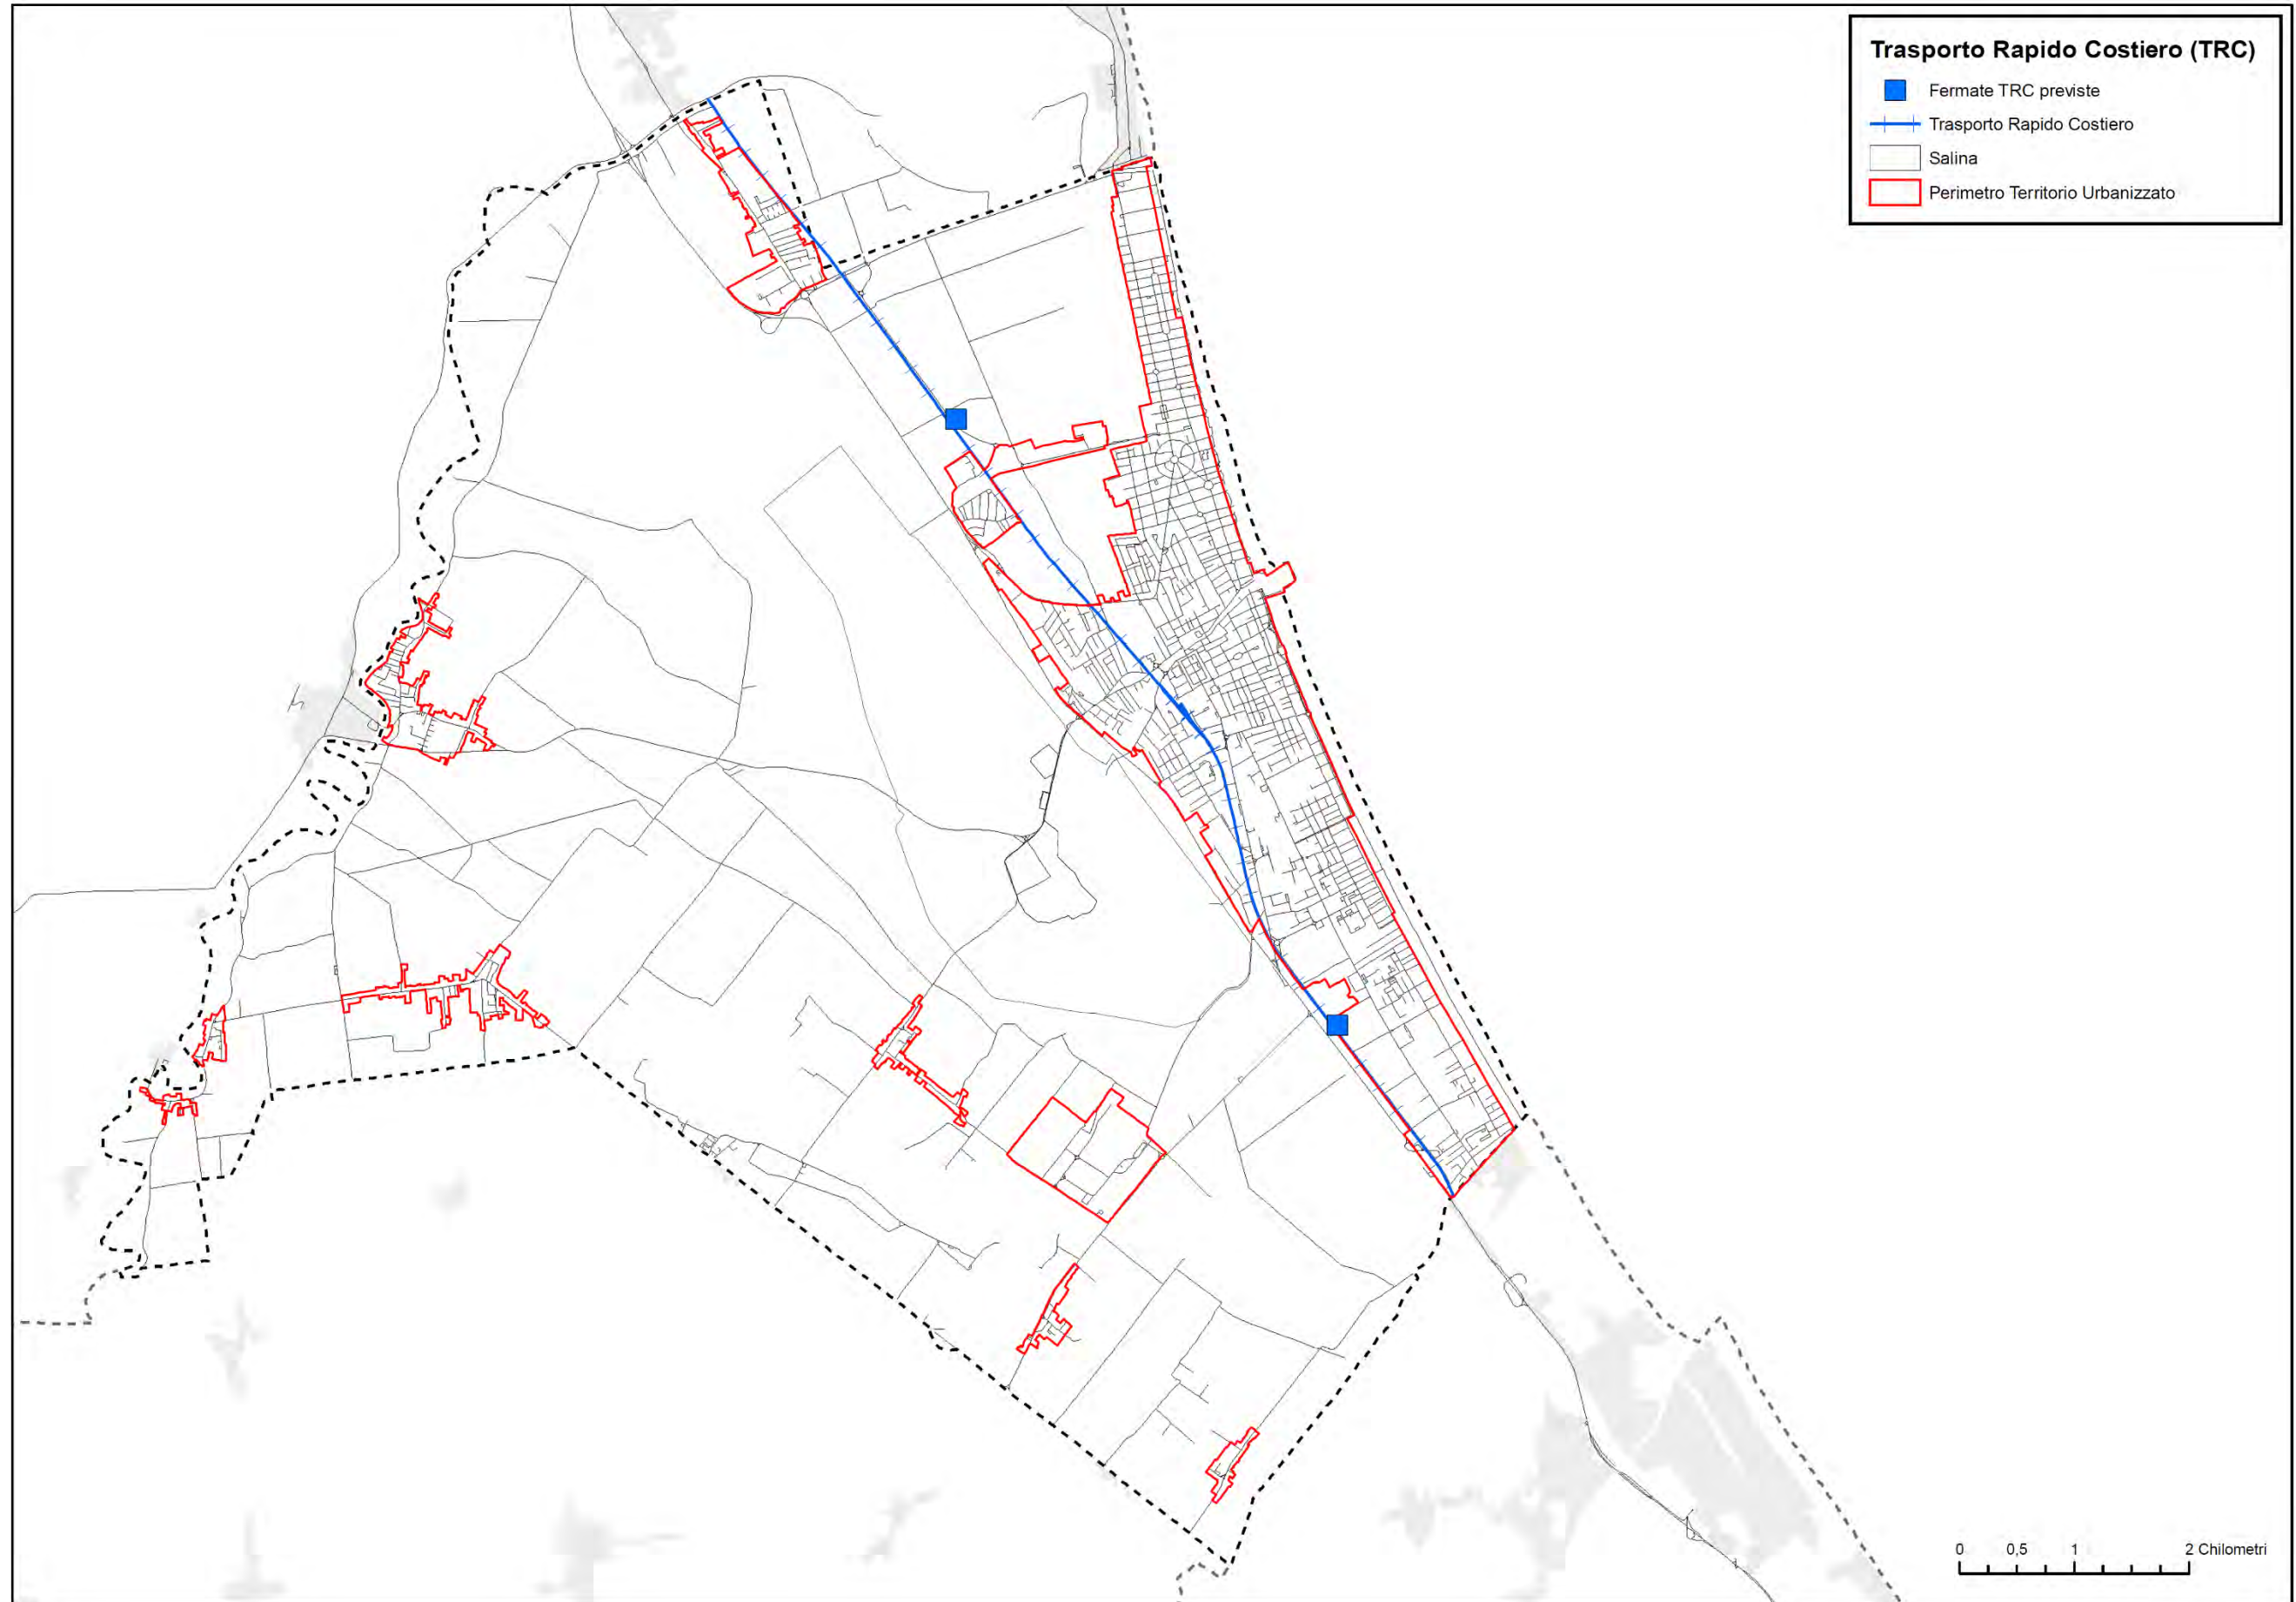 Trasporto Rapido Costiero (TRC)
Fermate TRC previste
Trasporto Rapido Costiero
Salina
Perimetro Territorio Urbanizzato
0 0,5 1 2 Chilometri